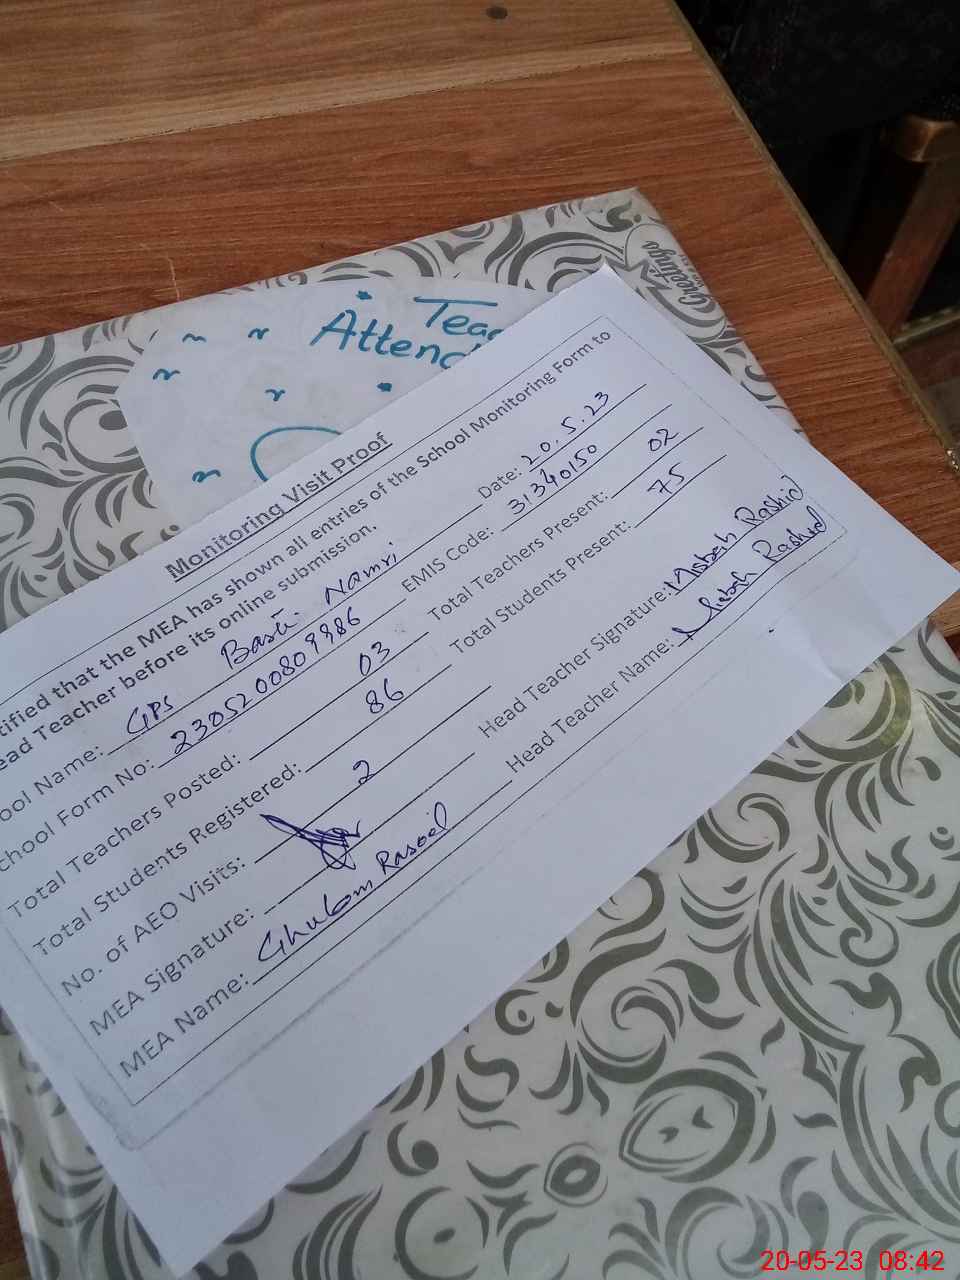 Greetings
Teac
Attend
Monitoring Visit Proof
tified that the MEA has shown all entries of the School Monitoring Form to
ead Teacher before its online submission.
ool Name: GPS Basti Namri Date: 20.5.23
chool Form No: EMIS Code: 31340150
Total Teachers Posted: 03 Total Teachers Present: 02
Total Students Registered: 86 Total Students Present: 75
No. of AEO Visits: 2
MEA Signature: Head Teacher Signature: Misbah Rashid
MEA Name: Ghulam Rasool Head Teacher Name: Misbah Rashid
20-05-23 08:42